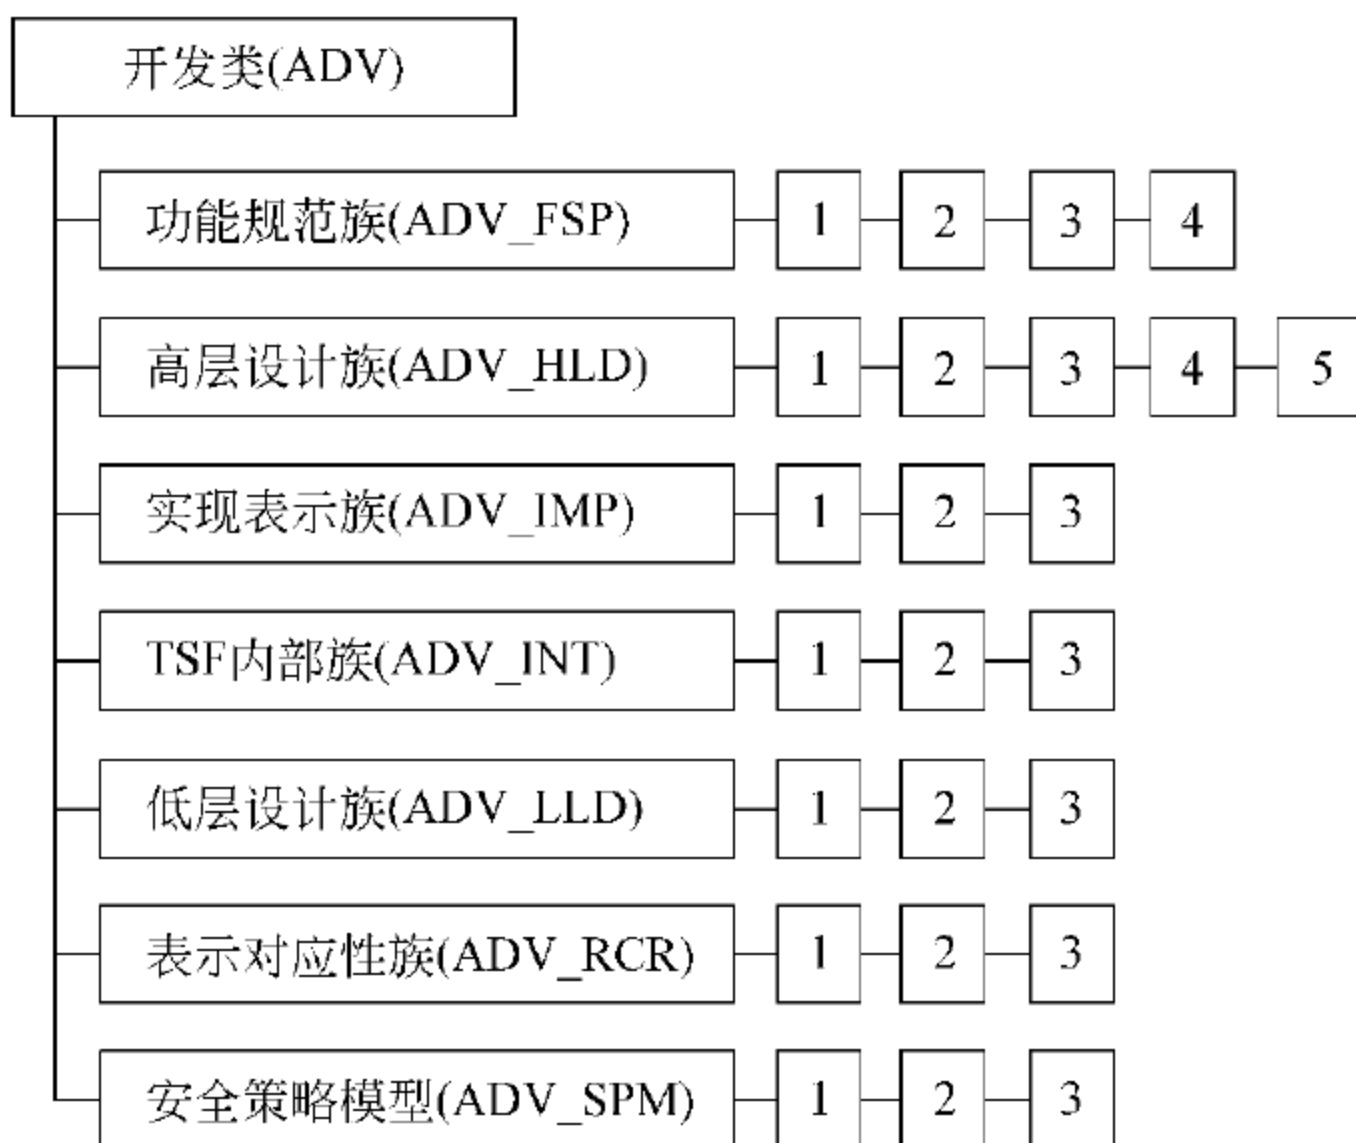 开发类(ADV)
功能规范族(ADV_FSP) 1 2 3 4
高层设计族(ADV_HLD) 1 2 3 4 5
实现表示族(ADV_IMP) 1 2 3
TSF内部族(ADV_INT) 1 2 3
低层设计族(ADV_LLD) 1 2 3
表示对应性族(ADV_RCR) 1 2 3
安全策略模型(ADV_SPM) 1 2 3